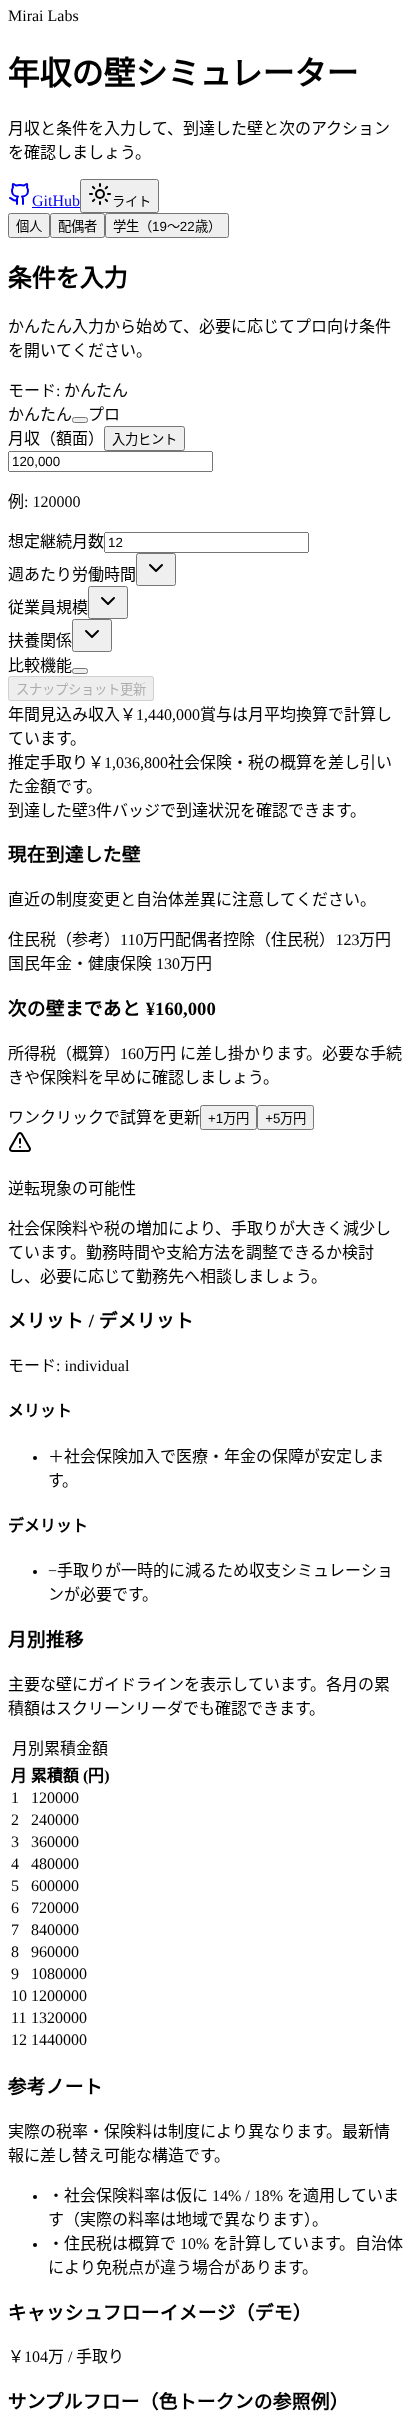 Mirai Labs
年収の壁シミュレーター
月収と条件を入力して、到達した壁と次のアクション
を確認しましょう。
GitHub ライト
個人 配偶者 学生（19〜22歳）
条件を入力
かんたん入力から始めて、必要に応じてプロ向け条件
を開いてください。
モード: かんたん
かんたん プロ
月収（額面） 入力ヒント
120,000
例: 120000
想定継続月数 12
週あたり労働時間
従業員規模
扶養関係
比較機能
スナップショット更新
年間見込み収入￥1,440,000賞与は月平均換算で計算し
ています。
推定手取り￥1,036,800社会保険・税の概算を差し引い
た金額です。
到達した壁3件バッジで到達状況を確認できます。
現在到達した壁
直近の制度変更と自治体差異に注意してください。
住民税（参考）110万円配偶者控除（住民税）123万円
国民年金・健康保険 130万円
次の壁まであと ¥160,000
所得税（概算）160万円 に差し掛かります。必要な手続
きや保険料を早めに確認しましょう。
ワンクリックで試算を更新 +1万円 +5万円
逆転現象の可能性
社会保険料や税の増加により、手取りが大きく減少し
ています。勤務時間や支給方法を調整できるか検討
し、必要に応じて勤務先へ相談しましょう。
メリット / デメリット
モード: individual
メリット
• ＋社会保険加入で医療・年金の保障が安定しま
す。
デメリット
• −手取りが一時的に減るため収支シミュレーショ
ンが必要です。
月別推移
主要な壁にガイドラインを表示しています。各月の累
積額はスクリーンリーダでも確認できます。
月別累積金額
月 累積額 (円)
1 120000
2 240000
3 360000
4 480000
5 600000
6 720000
7 840000
8 960000
9 1080000
10 1200000
11 1320000
12 1440000
参考ノート
実際の税率・保険料は制度により異なります。最新情
報に差し替え可能な構造です。
• ・社会保険料率は仮に 14% / 18% を適用していま
す（実際の料率は地域で異なります）。
• ・住民税は概算で 10% を計算しています。自治体
により免税点が違う場合があります。
キャッシュフローイメージ（デモ）
￥104万 / 手取り
サンプルフロー（色トークンの参照例）